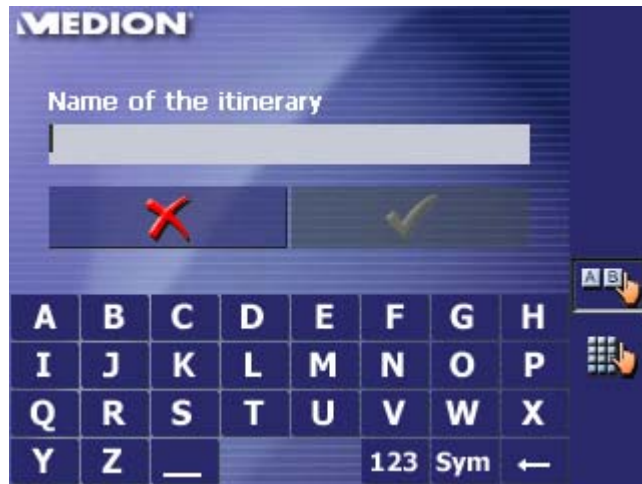 MEDION
Name of the itinerary
A B
A B C D E F G H
I J K L M N O P
Q R S T U V W X
Y Z _ 123 Sym ←